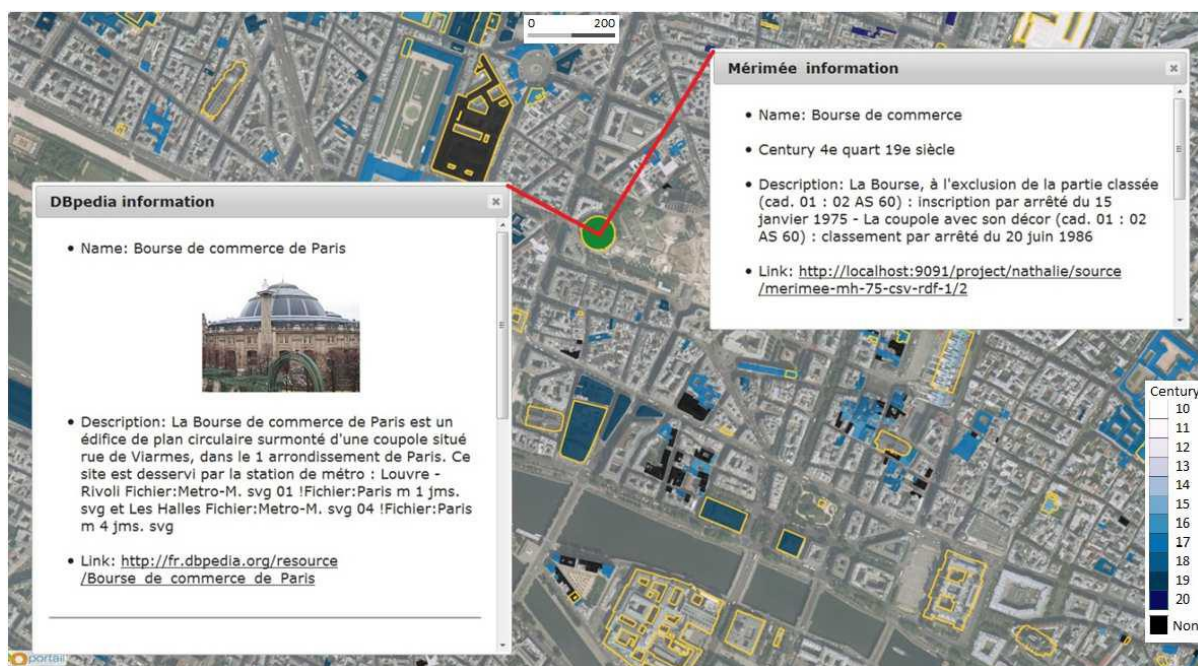 0 200
Mérimée information
• Name: Bourse de commerce
• Century 4e quart 19e siècle
• Description: La Bourse, à l'exclusion de la partie classée
(cad. 01 : 02 AS 60) : inscription par arrêté du 15
janvier 1975 - La coupole avec son décor (cad. 01 : 02
AS 60) : classement par arrêté du 20 juin 1986
• Link: http://localhost:9091/project/nathalie/source
/merimee-mh-75-csv-rdf-1/2
DBpedia information
• Name: Bourse de commerce de Paris
• Description: La Bourse de commerce de Paris est un
édifice de plan circulaire surmonté d'une coupole situé
rue de Viarmes, dans le 1 arrondissement de Paris. Ce
site est desservi par la station de métro : Louvre -
Rivoli Fichier:Metro-M. svg 01 !Fichier:Paris m 1 jms.
svg et Les Halles Fichier:Metro-M. svg 04 !Fichier:Paris
m 4 jms. svg
• Link: http://fr.dbpedia.org/resource
/Bourse_de_commerce_de_Paris
Century
10
11
12
13
14
15
16
17
18
19
20
Non
portail